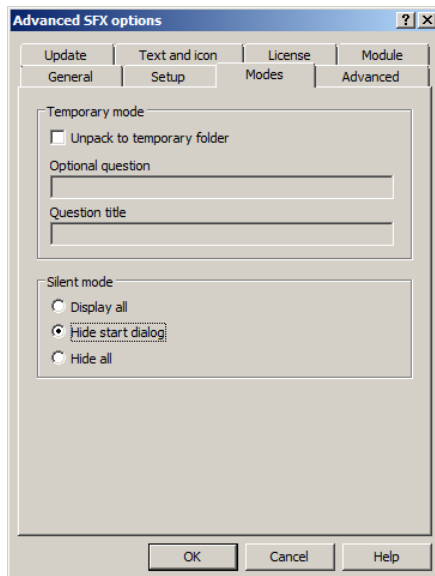 Advanced SFX options
Update Text and icon License Module
General Setup Modes Advanced
Temporary mode
Unpack to temporary folder
Optional question
Question title
Silent mode
Display all
Hide start dialog
Hide all
OK Cancel Help